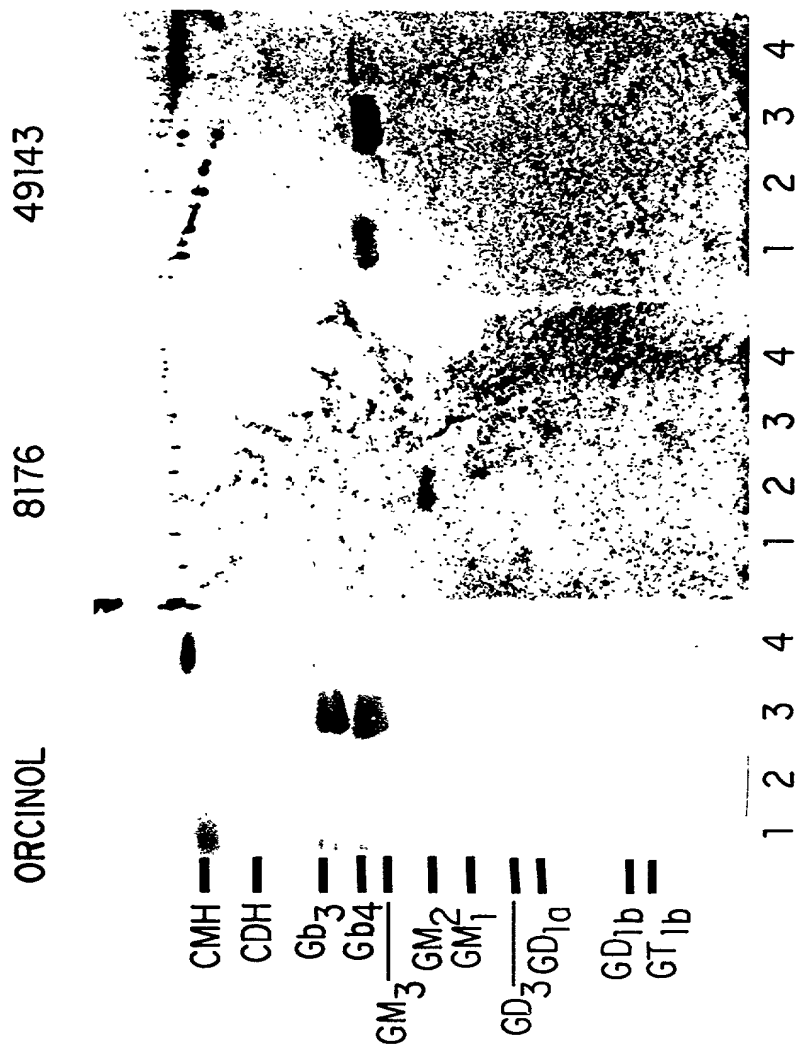 ORCINOL
8176
49143
CMH
CDH
Gb3
Gb4
GM3
GM2
GM1
GD3
GD1a
GD1b
GT1b
1 2 3 4
1 2 3 4
1 2 3 4